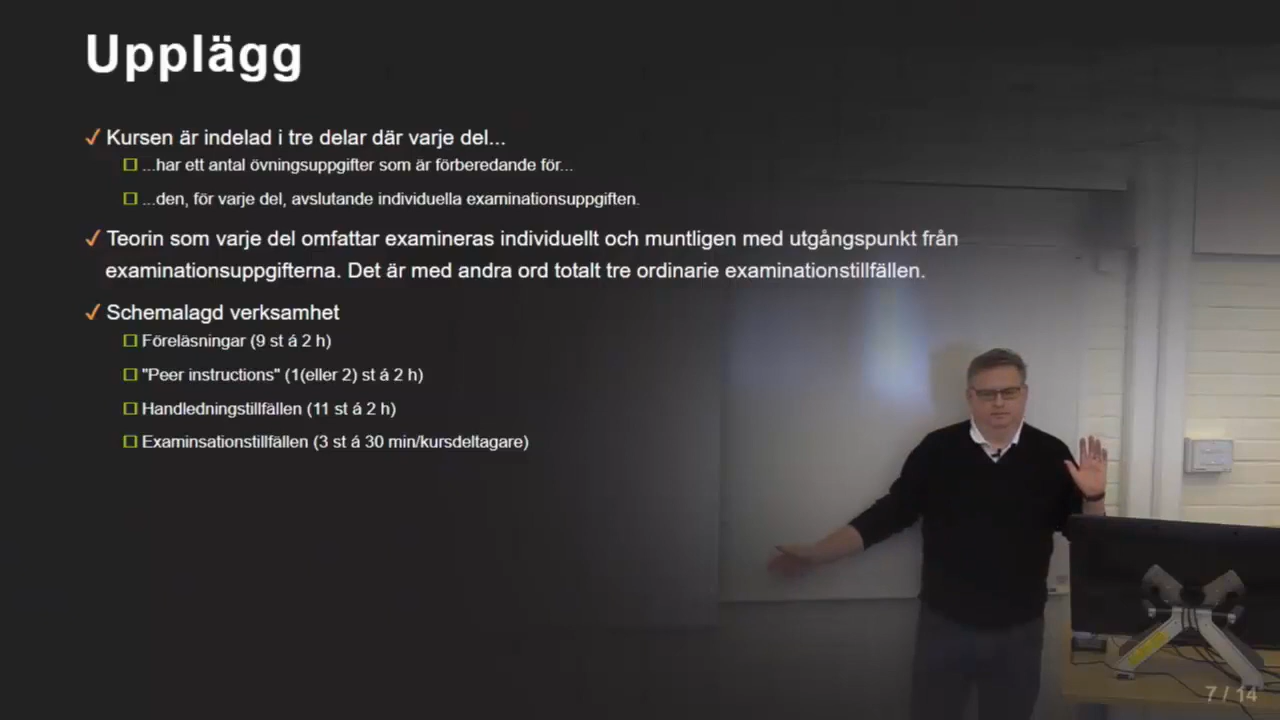 Upplägg
Kursen är indelad i tre delar där varje del...
...har ett antal övningsuppgifter som är förberedande för...
...den, för varje del, avslutande individuella examinationsuppgiften.
Teorin som varje del omfattar examineras individuellt och muntligen med utgångspunkt från
examinationsuppgifterna. Det är med andra ord totalt tre ordinarie examinationstillfällen.
Schemalagd verksamhet
Föreläsningar (9 st á 2 h)
"Peer instructions" (1(eller 2) st á 2 h)
Handledningstillfällen (11 st á 2 h)
Examinsationstillfällen (3 st á 30 min/kursdeltagare)
7 / 14